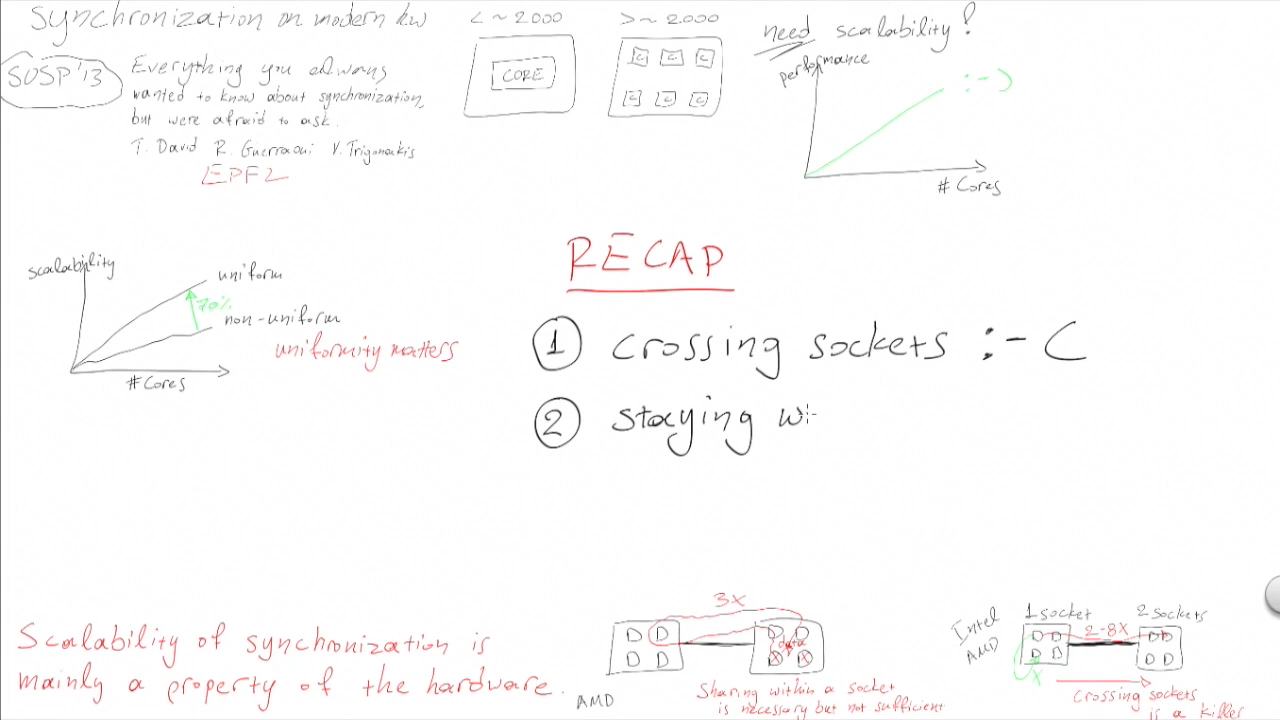 synchronization on modern hw
SOSP'13
Everything you always
wanted to know about synchronization,
but were afraid to ask.
T. David R. Guerraoui V. Trigonakis
EPFL
< ~ 2000
CORE
> ~ 2000
C C C
C C C
need scalability?
performance
:-)
# Cores
scalability
uniform
70%
non-uniform
uniformity matters
# Cores
RECAP
1 crossing sockets :-(
2 staying wi
Scalability of synchronization is
mainly a property of the hardware.
3x
data
X X
AMD
Sharing within a socket
is necessary but not sufficient
Intel
AMD
1 socket
2 sockets
2-8x
x
crossing sockets
is a killer